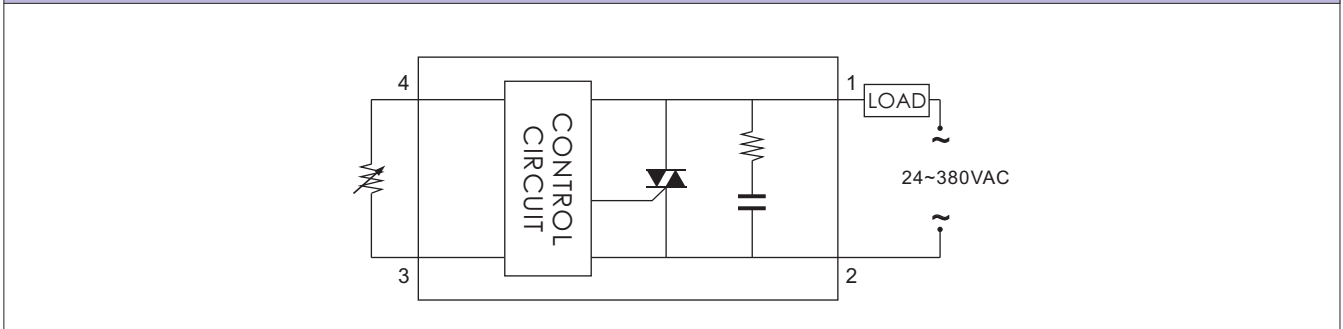 4
1
LOAD
CONTROL
CIRCUIT
~
24~380VAC
~
3
2